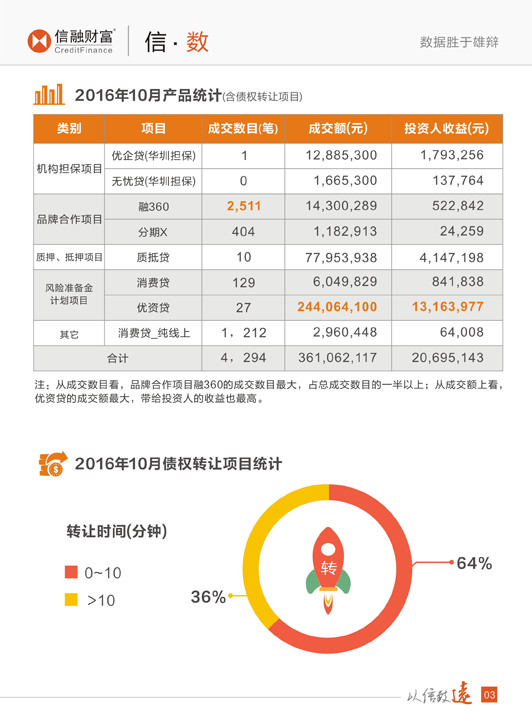 信融财富®
CreditFinance
信·数
数据胜于雄辩
2016年10月产品统计(含债权转让项目)
类别 项目 成交数目(笔) 成交额(元) 投资人收益(元)
机构担保项目 优企贷(华圳担保) 1 12,885,300 1,793,256
无忧贷(华圳担保) 0 1,665,300 137,764
品牌合作项目 融360 2,511 14,300,289 522,842
分期X 404 1,182,913 24,259
质押、抵押项目 质抵贷 10 77,953,938 4,147,198
风险准备金
计划项目
消费贷 129 6,049,829 841,838
优资贷 27 244,064,100 13,163,977
其它 消费贷_纯线上 1，212 2,960,448 64,008
合计 4，294 361,062,117 20,695,143
注：从成交数目看，品牌合作项目融360的成交数目最大，占总成交数目的一半以上；从成交额上看，
优资贷的成交额最大，带给投资人的收益也最高。
2016年10月债权转让项目统计
转让时间(分钟)
0~10
>10
转
64%
36%
以信致远
03